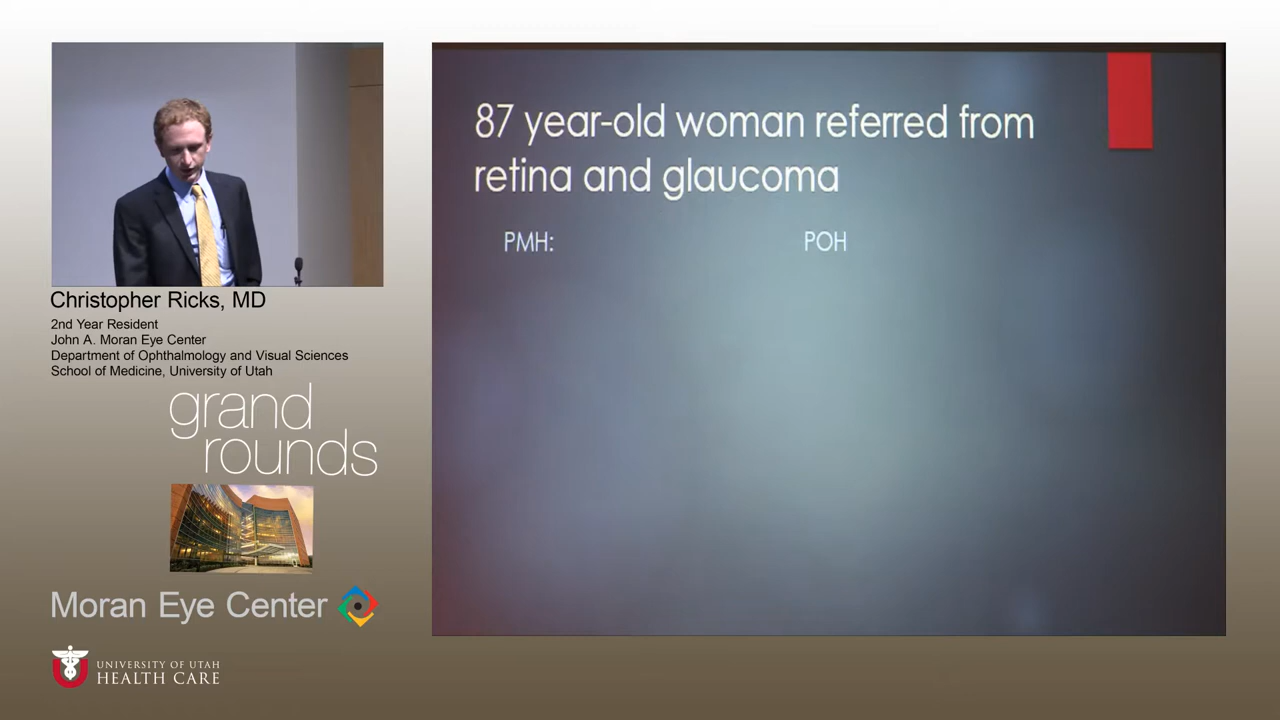 87 year-old woman referred from
retina and glaucoma
PMH:
POH
Christopher Ricks, MD
2nd Year Resident
John A. Moran Eye Center
Department of Ophthalmology and Visual Sciences
School of Medicine, University of Utah
grand
rounds
Moran Eye Center
U
UNIVERSITY OF UTAH
HEALTH CARE